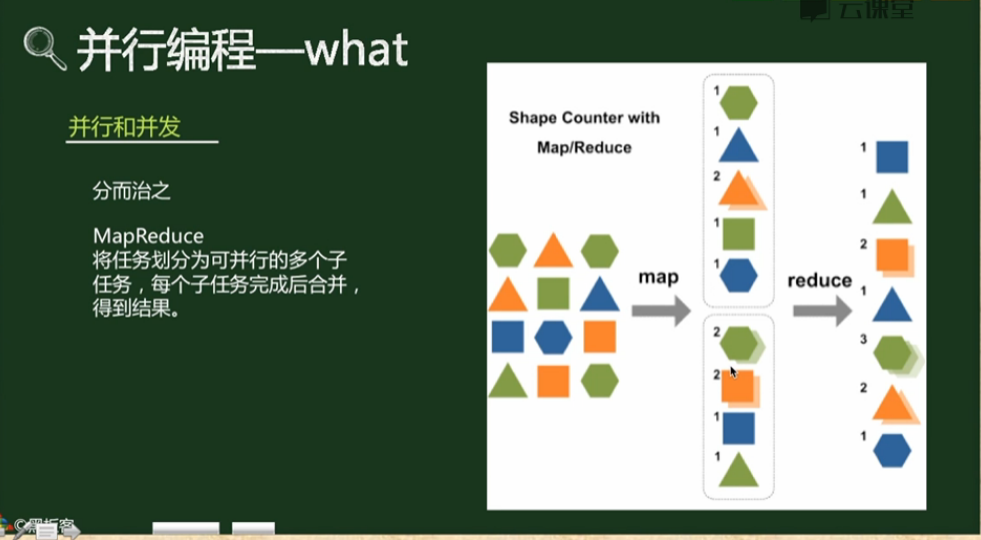 云课堂
并行编程—what
并行和并发
分而治之
MapReduce
将任务划分为可并行的多个子
任务，每个子任务完成后合并，
得到结果。
Shape Counter with
Map/Reduce
map
reduce
1
1
2
1
1
2
2
1
1
1
1
2
1
3
2
1
©黑板客